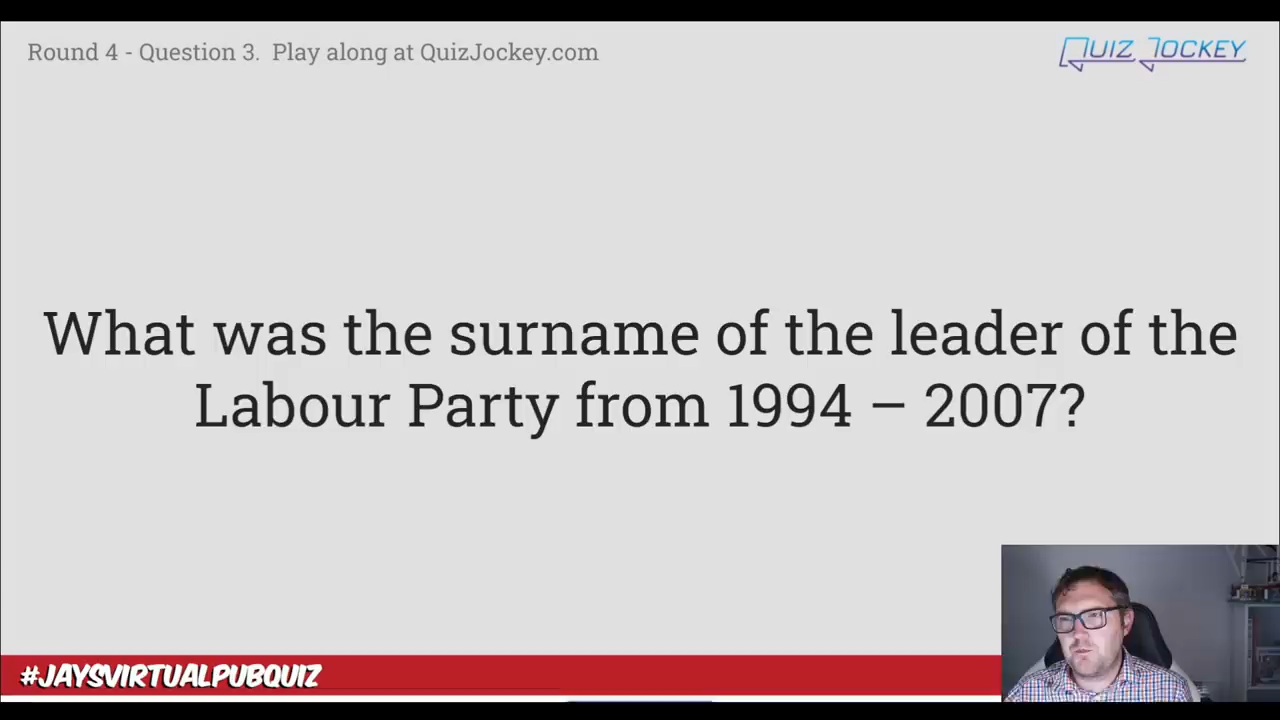 Round 4 - Question 3.  Play along at QuizJockey.com
QUIZ JOCKEY
What was the surname of the leader of the
Labour Party from 1994 – 2007?
#JAYSVIRTUALPUBQUIZ